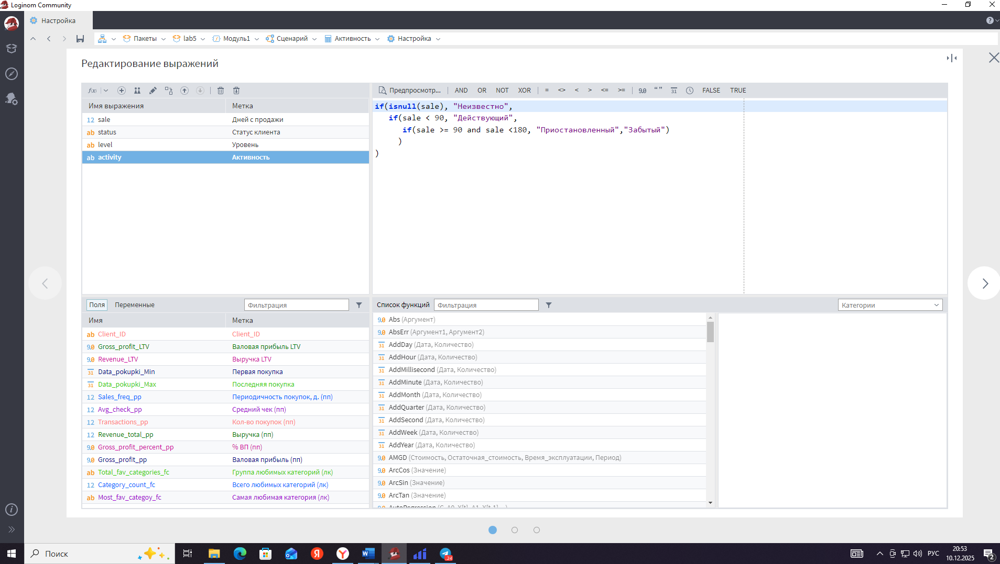 Loginom Community
Настройка
Пакеты lab5 Модуль1 Сценарий Активность Настройка
Редактирование выражений
f(x)
Имя выражения Метка
12 sale Дней с продажи
ab status Статус клиента
ab level Уровень
ab activity Активность
Предпросмотр... AND OR NOT XOR = <> < > <= >= 9.0 “ ” 31 FALSE TRUE
if(isnull(sale), "Неизвестно",
if(sale < 90, "Действующий",
if(sale >= 90 and sale <180, "Приостановленный","Забытый")
)
)
Поля Переменные Фильтрация
Имя Метка
ab Client_ID Client_ID
9.0 Gross_profit_LTV Валовая прибыль LTV
9.0 Revenue_LTV Выручка LTV
31 Data_pokupki_Min Первая покупка
31 Data_pokupki_Max Последняя покупка
12 Sales_freq_pp Периодичность покупок, д. (пп)
12 Avg_check_pp Средний чек (пп)
12 Transactions_pp Кол-во покупок (пп)
12 Revenue_total_pp Выручка (пп)
9.0 Gross_profit_percent_pp % ВП (пп)
9.0 Gross_profit_pp Валовая прибыль (пп)
ab Total_fav_categories_fc Группа любимых категорий (лк)
12 Category_count_fc Всего любимых категорий (лк)
ab Most_fav_categoy_fc Самая любимая категория (лк)
Список функций Фильтрация Категории
9.0 Abs (Аргумент)
9.0 AbsErr (Аргумент1, Аргумент2)
31 AddDay (Дата, Количество)
31 AddHour (Дата, Количество)
31 AddMillisecond (Дата, Количество)
31 AddMinute (Дата, Количество)
31 AddMonth (Дата, Количество)
31 AddQuarter (Дата, Количество)
31 AddSecond (Дата, Количество)
31 AddWeek (Дата, Количество)
31 AddYear (Дата, Количество)
9.0 AMGD (Стоимость, Остаточная_стоимость, Время_эксплуатации, Период)
9.0 ArcCos (Значение)
9.0 ArcSin (Значение)
9.0 ArcTan (Значение)
9.0 AutoRegression
Поиск
24
РУС
20:53
10.12.2025
2